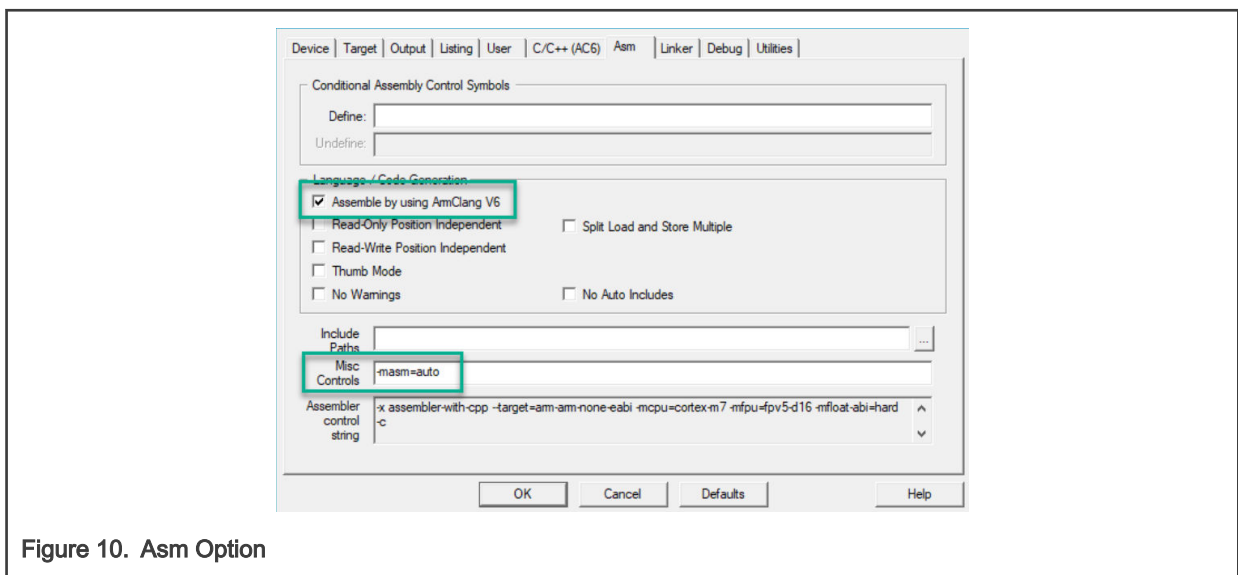 Device Target Output Listing User C/C++ (AC6) Asm Linker Debug Utilities
Conditional Assembly Control Symbols
Define:
Undefine:
Language / Code Generation
Assemble by using ArmClang V6
Read-Only Position Independent Split Load and Store Multiple
Read-Write Position Independent
Thumb Mode
No Warnings No Auto Includes
Include
Paths ...
Misc
Controls -masm=auto
Assembler -x assembler-with-cpp --target=arm-arm-none-eabi -mcpu=cortex-m7 -mfpu=fpv5-d16 -mfloat-abi=hard
control -c
string
OK Cancel Defaults Help
Figure 10. Asm Option